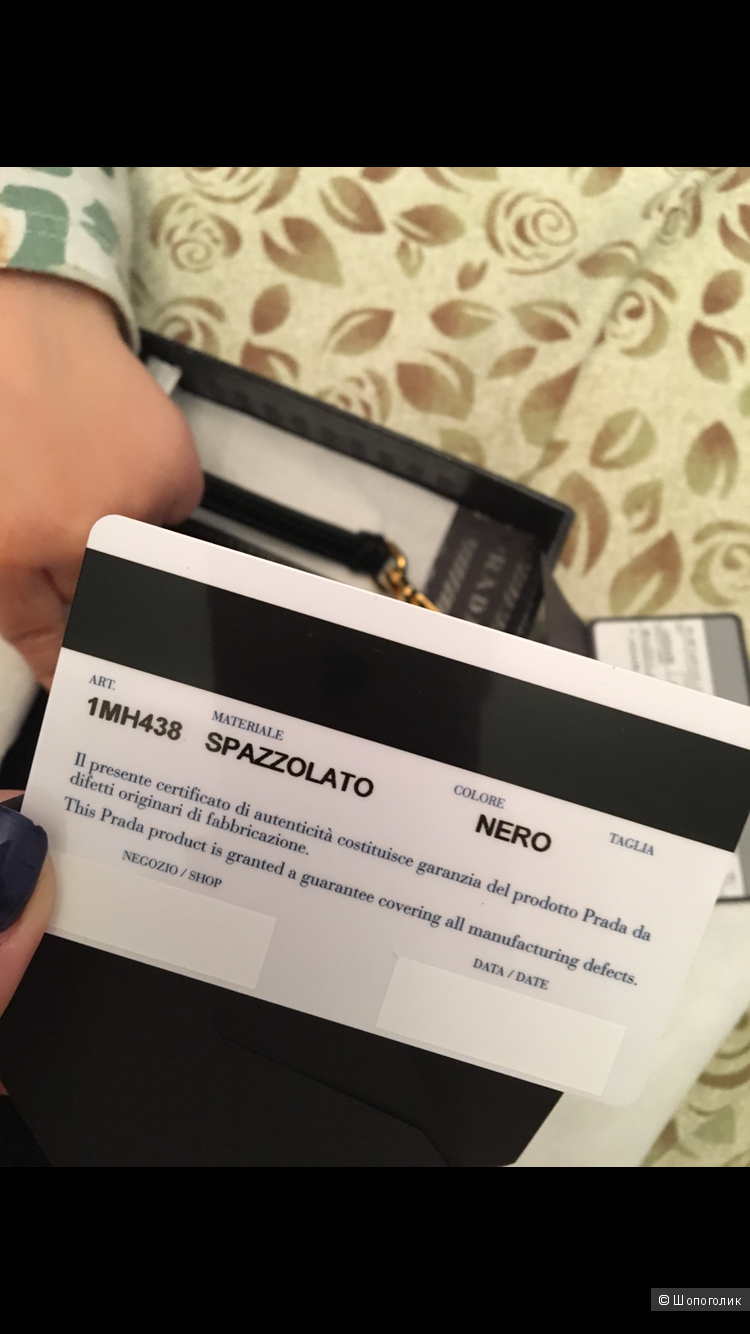 ART.
1MH438
MATERIALE
SPAZZOLATO
COLORE
NERO
TAGLIA
Il presente certificato di autenticità costituisce garanzia del prodotto Prada da
difetti originari di fabbricazione.
This Prada product is granted a guarantee covering all manufacturing defects.
NEGOZIO / SHOP
DATA / DATE
© Шопоголик